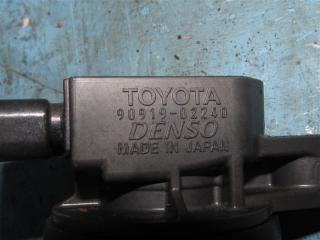 TOYOTA
90919-02240
DENSO
MADE IN JAPAN